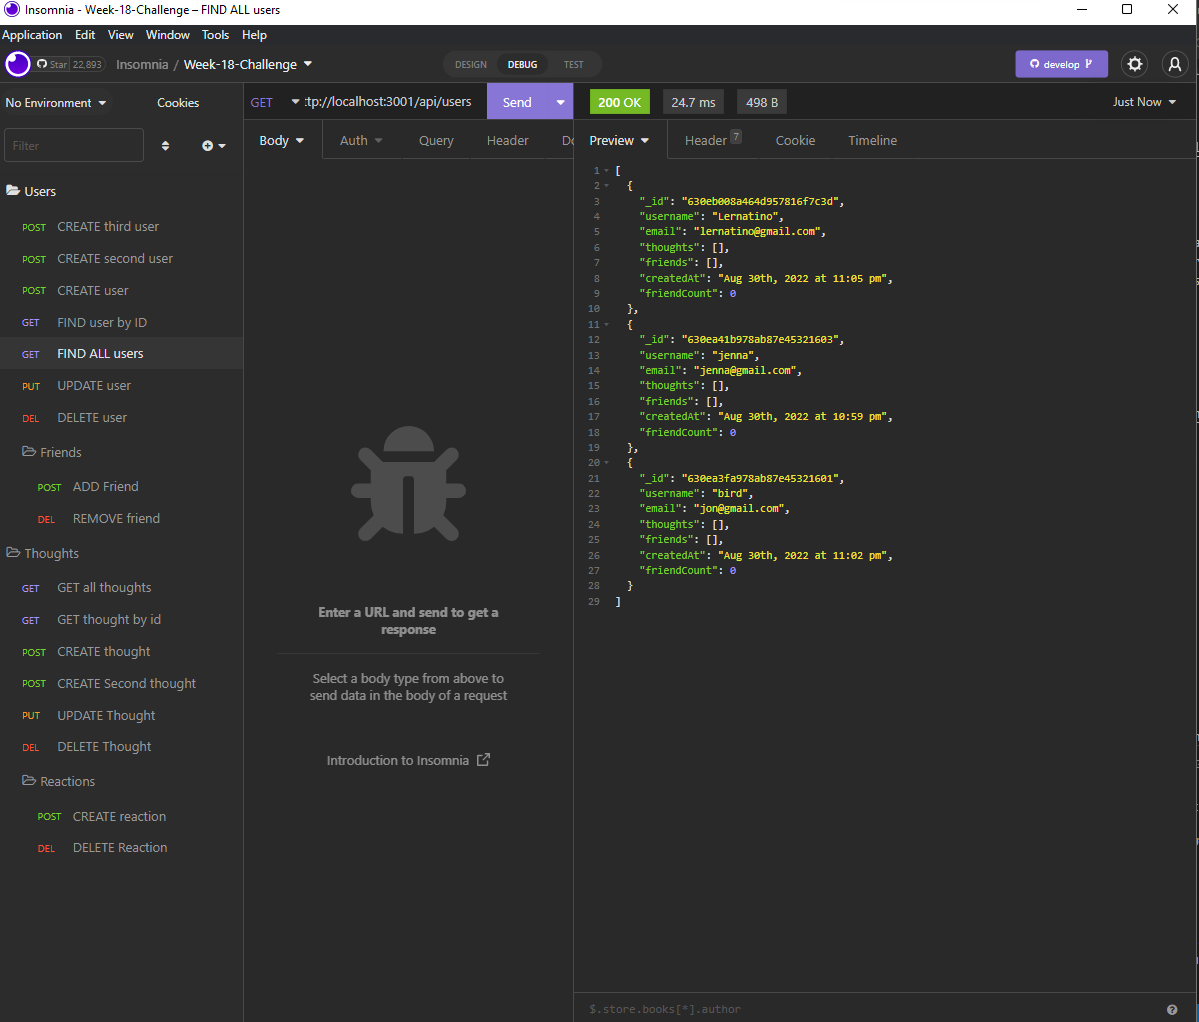 Insomnia - Week-18-Challenge – FIND ALL users
Application Edit View Window Tools Help
Star 22,893 Insomnia / Week-18-Challenge DESIGN DEBUG TEST develop
No Environment Cookies
GET :tp://localhost:3001/api/users Send 200 OK 24.7 ms 498 B Just Now
Filter
Body Auth Query Header Do
Preview Header 7 Cookie Timeline
Users
POST CREATE third user
POST CREATE second user
POST CREATE user
GET FIND user by ID
GET FIND ALL users
PUT UPDATE user
DEL DELETE user
Friends
POST ADD Friend
DEL REMOVE friend
Thoughts
GET GET all thoughts
GET GET thought by id
POST CREATE thought
POST CREATE Second thought
PUT UPDATE Thought
DEL DELETE Thought
Reactions
POST CREATE reaction
DEL DELETE Reaction
Enter a URL and send to get a
response
Select a body type from above to
send data in the body of a request
Introduction to Insomnia
1 [
2 {
3 "_id": "630eb008a464d957816f7c3d",
4 "username": "Lernatino",
5 "email": "lernatino@gmail.com",
6 "thoughts": [],
7 "friends": [],
8 "createdAt": "Aug 30th, 2022 at 11:05 pm",
9 "friendCount": 0
10 },
11 {
12 "_id": "630ea41b978ab87e45321603",
13 "username": "jenna",
14 "email": "jenna@gmail.com",
15 "thoughts": [],
16 "friends": [],
17 "createdAt": "Aug 30th, 2022 at 10:59 pm",
18 "friendCount": 0
19 },
20 {
21 "_id": "630ea3fa978ab87e45321601",
22 "username": "bird",
23 "email": "jon@gmail.com",
24 "thoughts": [],
25 "friends": [],
26 "createdAt": "Aug 30th, 2022 at 11:02 pm",
27 "friendCount": 0
28 }
29 ]
$.store.books[*].author